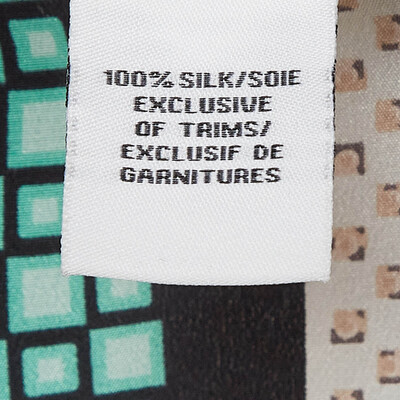 100% SILK/SOIE
EXCLUSIVE
OF TRIMS/
EXCLUSIF DE
GARNITURES